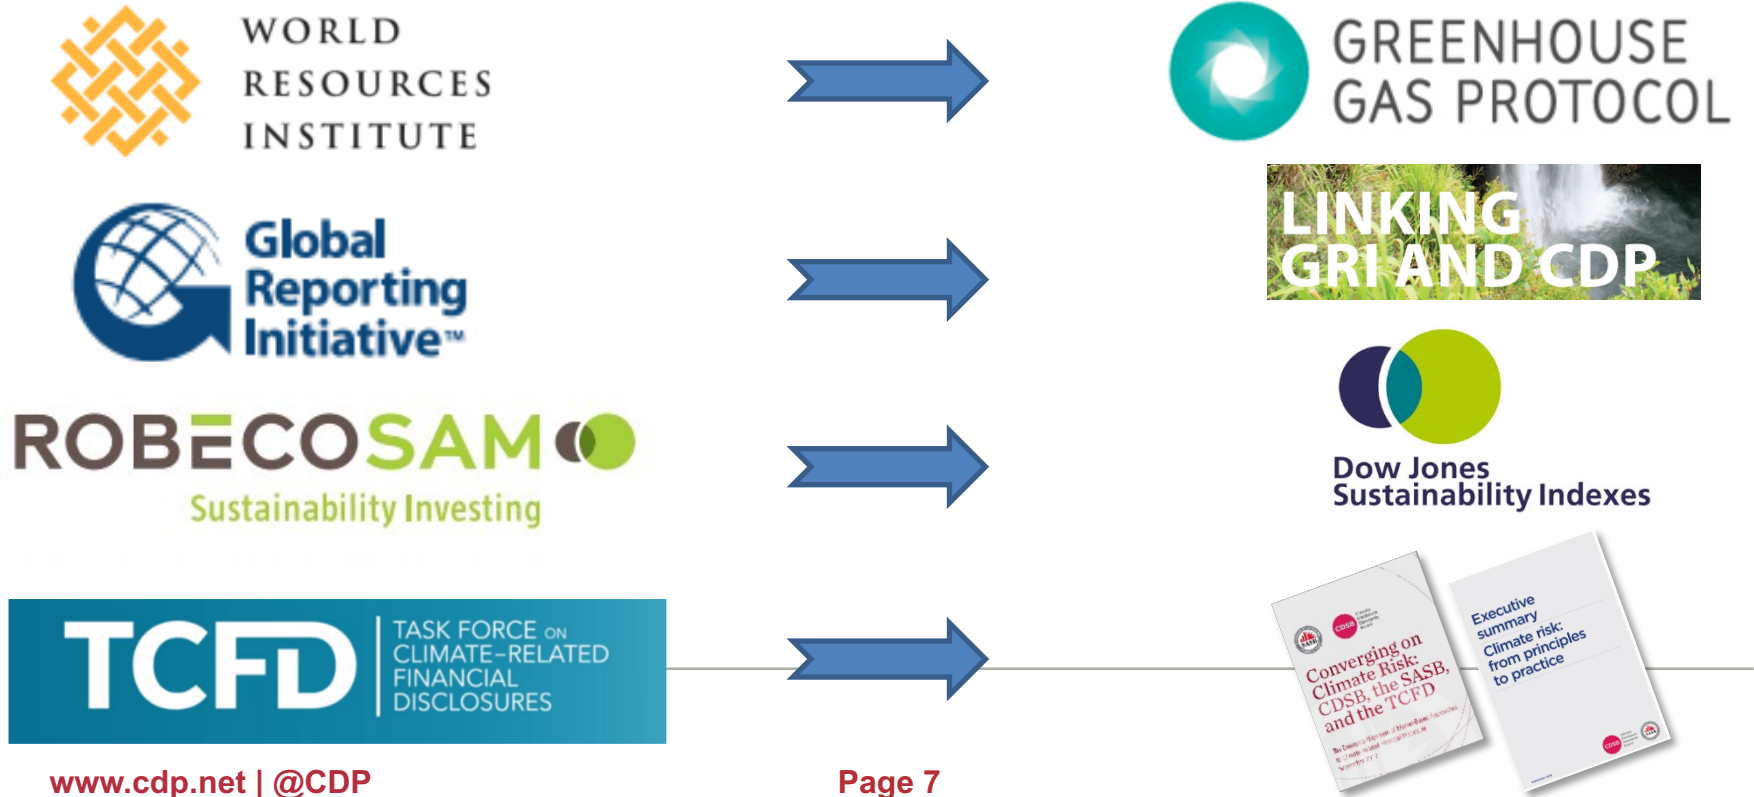 WORLD
RESOURCES
INSTITUTE
GREENHOUSE
GAS PROTOCOL
Global
Reporting
Initiative™
LINKING
GRI AND CDP
ROBECOSAM
Sustainability Investing
Dow Jones
Sustainability Indexes
TCFD
TASK FORCE ON
CLIMATE-RELATED
FINANCIAL
DISCLOSURES
CDSB
Converging on
Climate Risk:
CDSB, the SASB,
and the TCFD
Executive
summary
Climate risk:
from principles
to practice
CDSB
www.cdp.net | @CDP
Page 7